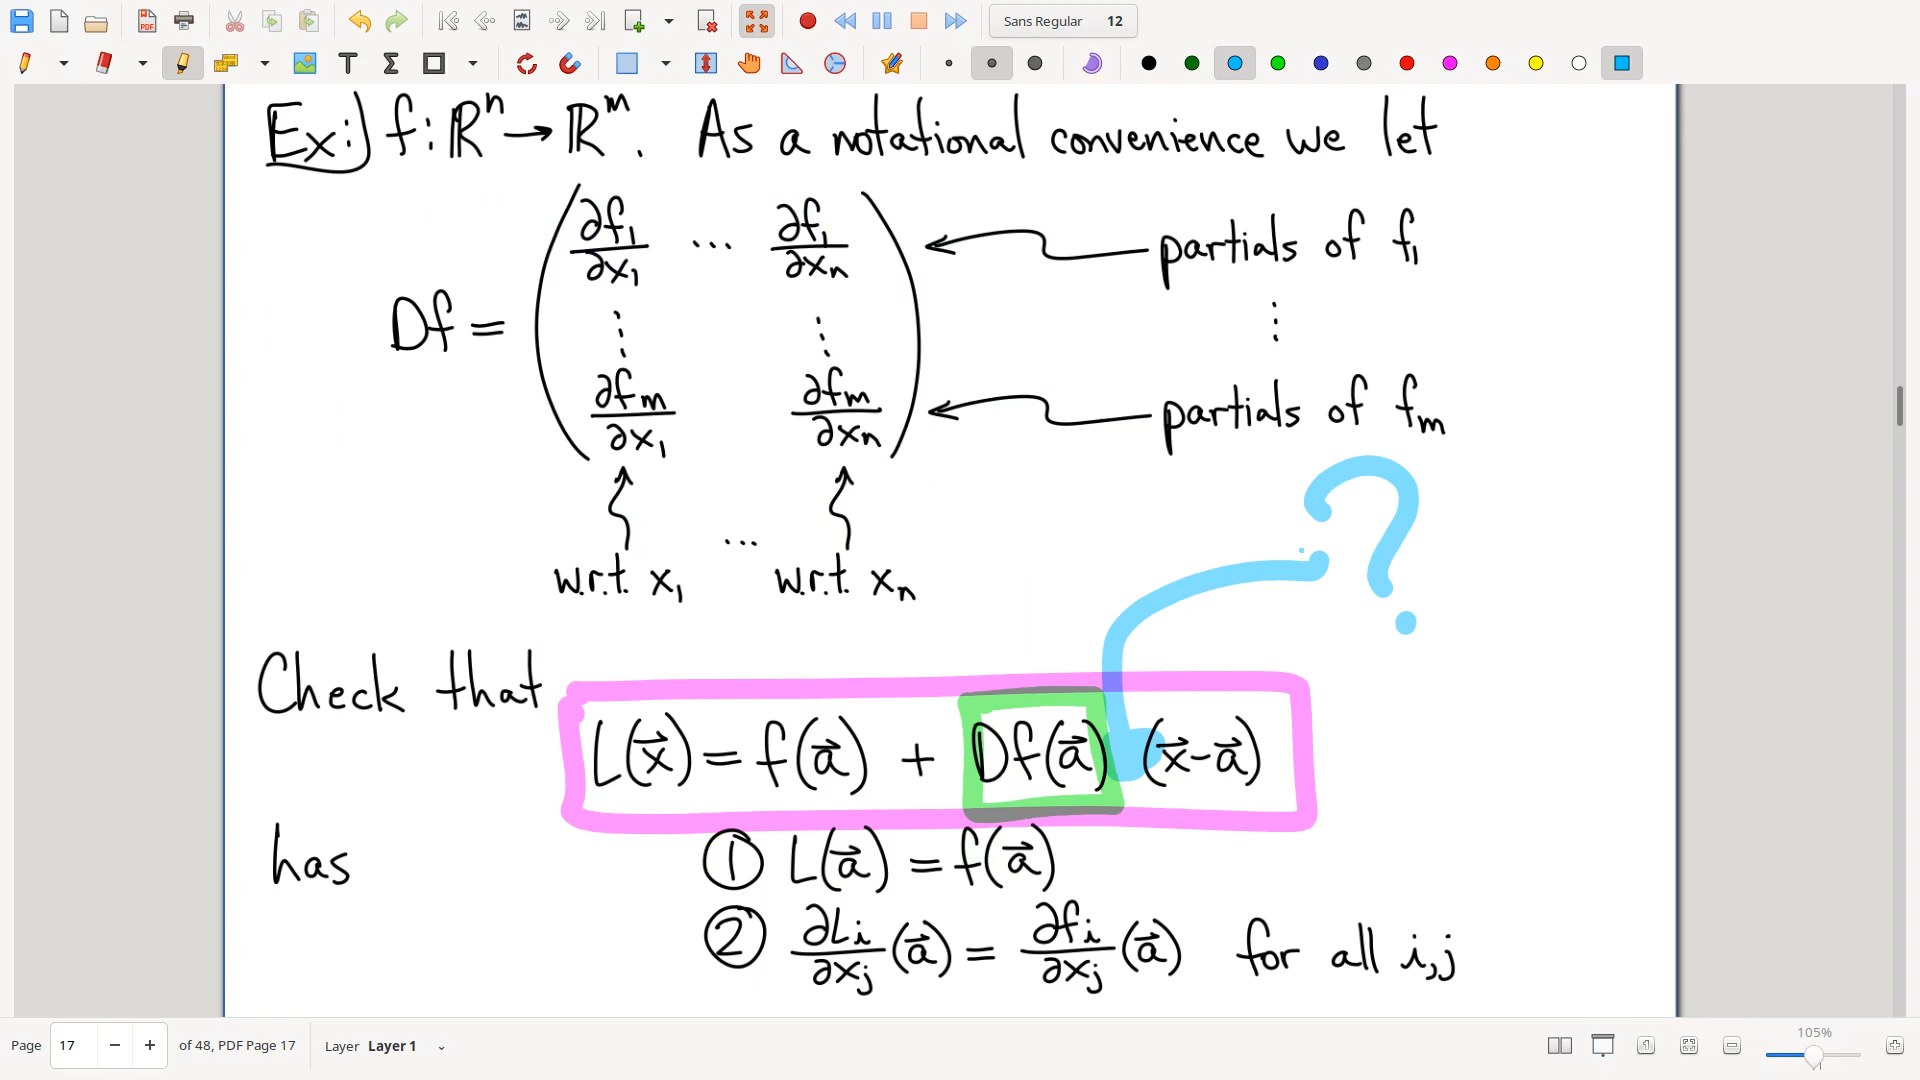 Sans Regular 12
Ex:) f: ℝⁿ → ℝᵐ. As a notational convenience we let
∂f₁/∂x₁ ... ∂f₁/∂xₙ ← partials of f₁
Df = ( ⋮ ⋮ ) ⋮
∂fₘ/∂x₁ ∂fₘ/∂xₙ ← partials of fₘ
w.r.t. x₁ ... w.r.t. xₙ
?
Check that
L(x⃗) = f(a⃗) + Df(a⃗) (x⃗-a⃗)
has ① L(a⃗) = f(a⃗)
② ∂Lᵢ/∂xⱼ (a⃗) = ∂fᵢ/∂xⱼ (a⃗) for all i,j
Page 17 − + of 48, PDF Page 17 Layer Layer 1 105%